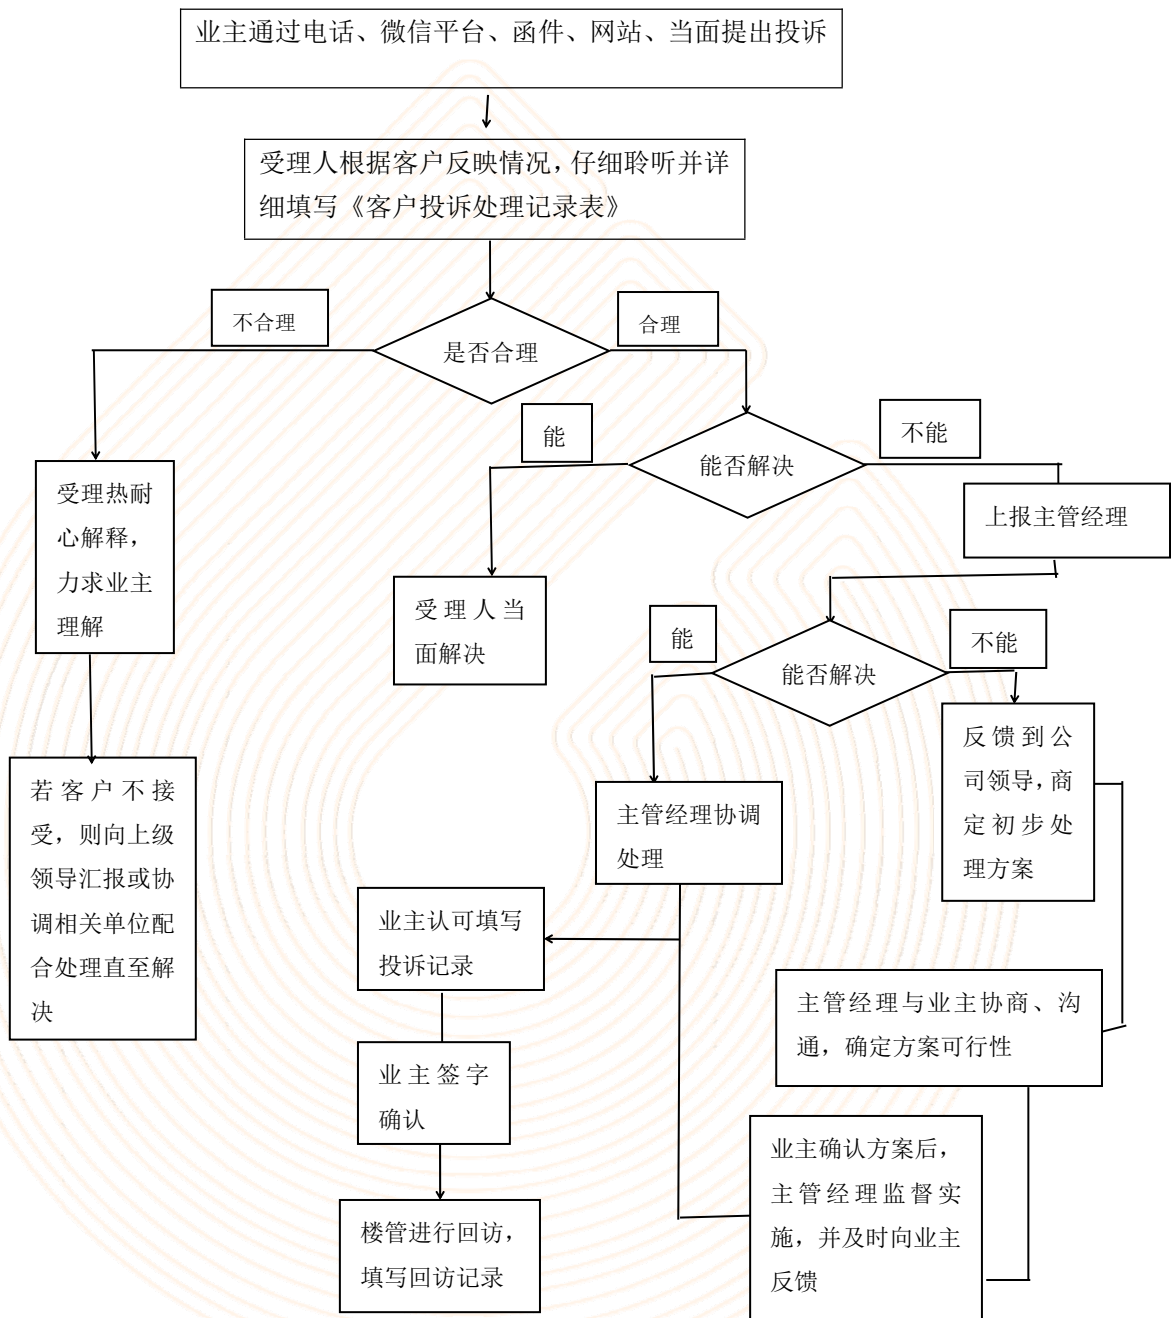 业主通过电话、微信平台、函件、网站、当面提出投诉
受理人根据客户反映情况，仔细聆听并详
细填写《客户投诉处理记录表》
不合理
合理
是否合理
能
不能
能否解决
受理热耐
心解释，
力求业主
理解
上报主管经理
受理人当
面解决
能
不能
能否解决
反馈到公
司领导，商
定初步处
理方案
若客户不接
受，则向上级
领导汇报或协
调相关单位配
合处理直至解
决
主管经理协调
处理
业主认可填写
投诉记录
主管经理与业主协商、沟
通，确定方案可行性
业主签字
确认
业主确认方案后，
主管经理监督实
施，并及时向业主
反馈
楼管进行回访，
填写回访记录